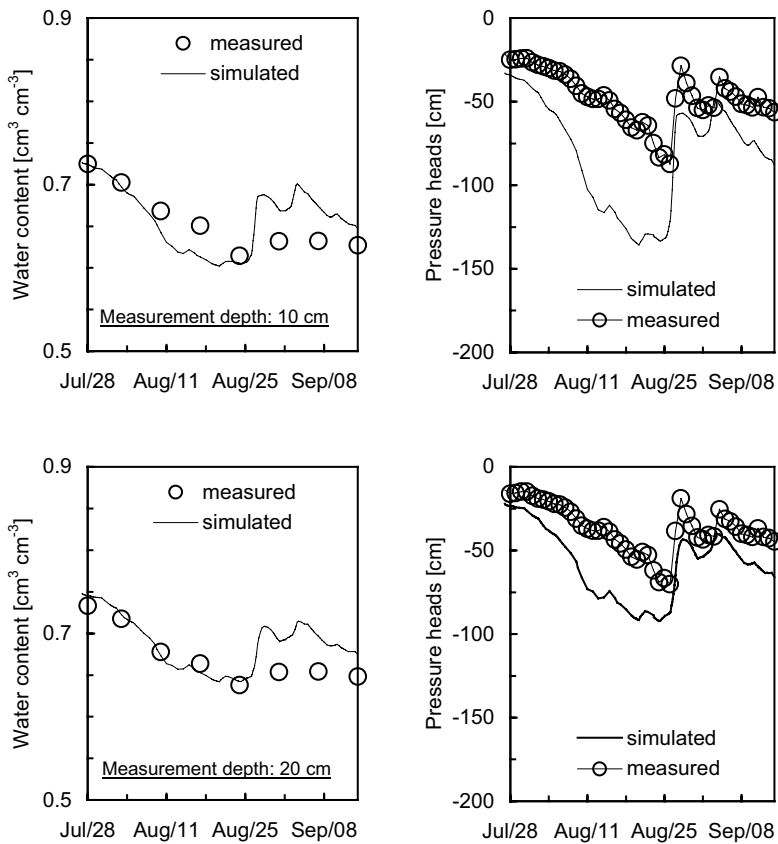 0.9
0.7
0.5
Water content [cm³ cm⁻³]
measured
simulated
Measurement depth: 10 cm
Jul/28 Aug/11 Aug/25 Sep/08
0
-50
-100
-150
-200
Pressure heads [cm]
simulated
measured
Jul/28 Aug/11 Aug/25 Sep/08
0.9
0.7
0.5
Water content [cm³ cm⁻³]
measured
simulated
Measurement depth: 20 cm
Jul/28 Aug/11 Aug/25 Sep/08
0
-50
-100
-150
-200
Pressure heads [cm]
simulated
measured
Jul/28 Aug/11 Aug/25 Sep/08